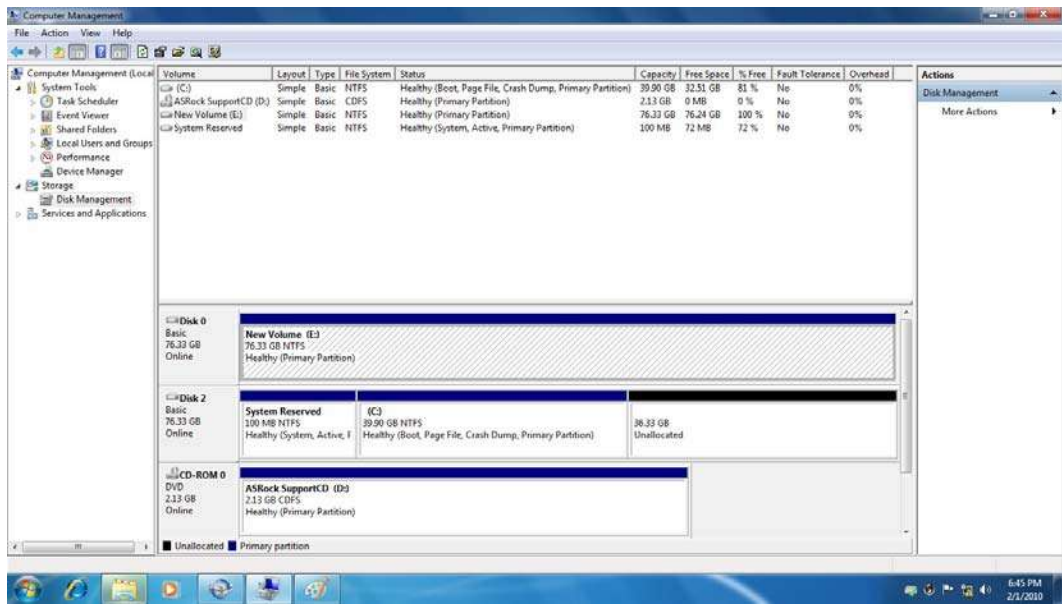 Computer Management
File Action View Help
Computer Management (Local
System Tools
Task Scheduler
Event Viewer
Shared Folders
Local Users and Groups
Performance
Device Manager
Storage
Disk Management
Services and Applications
Volume Layout Type File System Status Capacity Free Space % Free Fault Tolerance Overhead
(C:) Simple Basic NTFS Healthy (Boot, Page File, Crash Dump, Primary Partition) 39.90 GB 32.51 GB 81 % No 0%
ASRock SupportCD (D:) Simple Basic CDFS Healthy (Primary Partition) 2.13 GB 0 MB 0 % No 0%
New Volume (E:) Simple Basic NTFS Healthy (Primary Partition) 76.33 GB 76.24 GB 100 % No 0%
System Reserved Simple Basic NTFS Healthy (System, Active, Primary Partition) 100 MB 72 MB 72 % No 0%
Actions
Disk Management
More Actions
Disk 0
Basic
76.33 GB
Online
New Volume (E:)
76.33 GB NTFS
Healthy (Primary Partition)
Disk 2
Basic
76.33 GB
Online
System Reserved
100 MB NTFS
Healthy (System, Active, F
(C:)
39.90 GB NTFS
Healthy (Boot, Page File, Crash Dump, Primary Partition)
36.33 GB
Unallocated
CD-ROM 0
DVD
2.13 GB
Online
ASRock SupportCD (D:)
2.13 GB CDFS
Healthy (Primary Partition)
Unallocated Primary partition
6:45 PM
2/1/2010